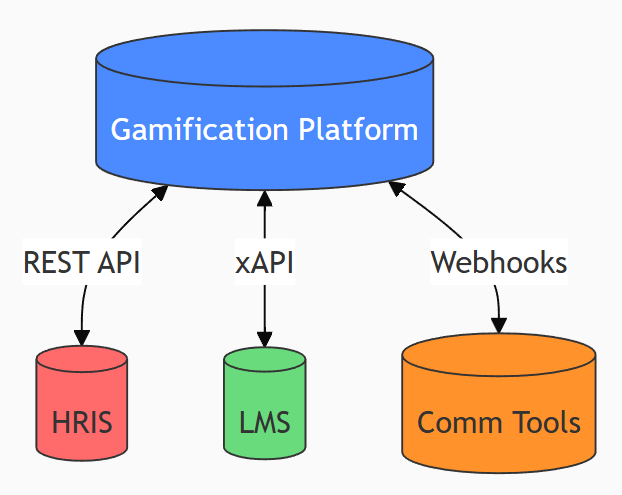 Gamification Platform
REST API
xAPI
Webhooks
HRIS
LMS
Comm Tools